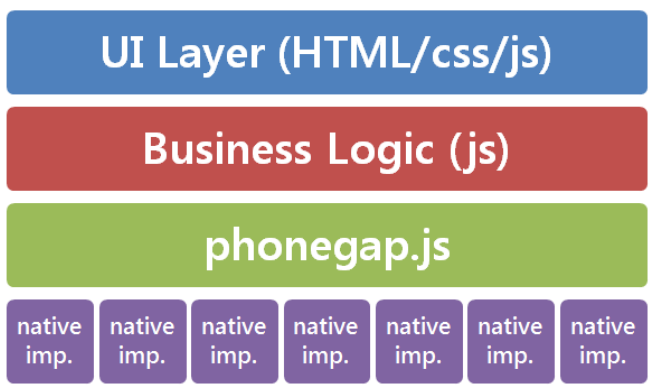 UI Layer (HTML/css/js)
Business Logic (js)
phonegap.js
native native native native native native native
imp. imp. imp. imp. imp. imp. imp.